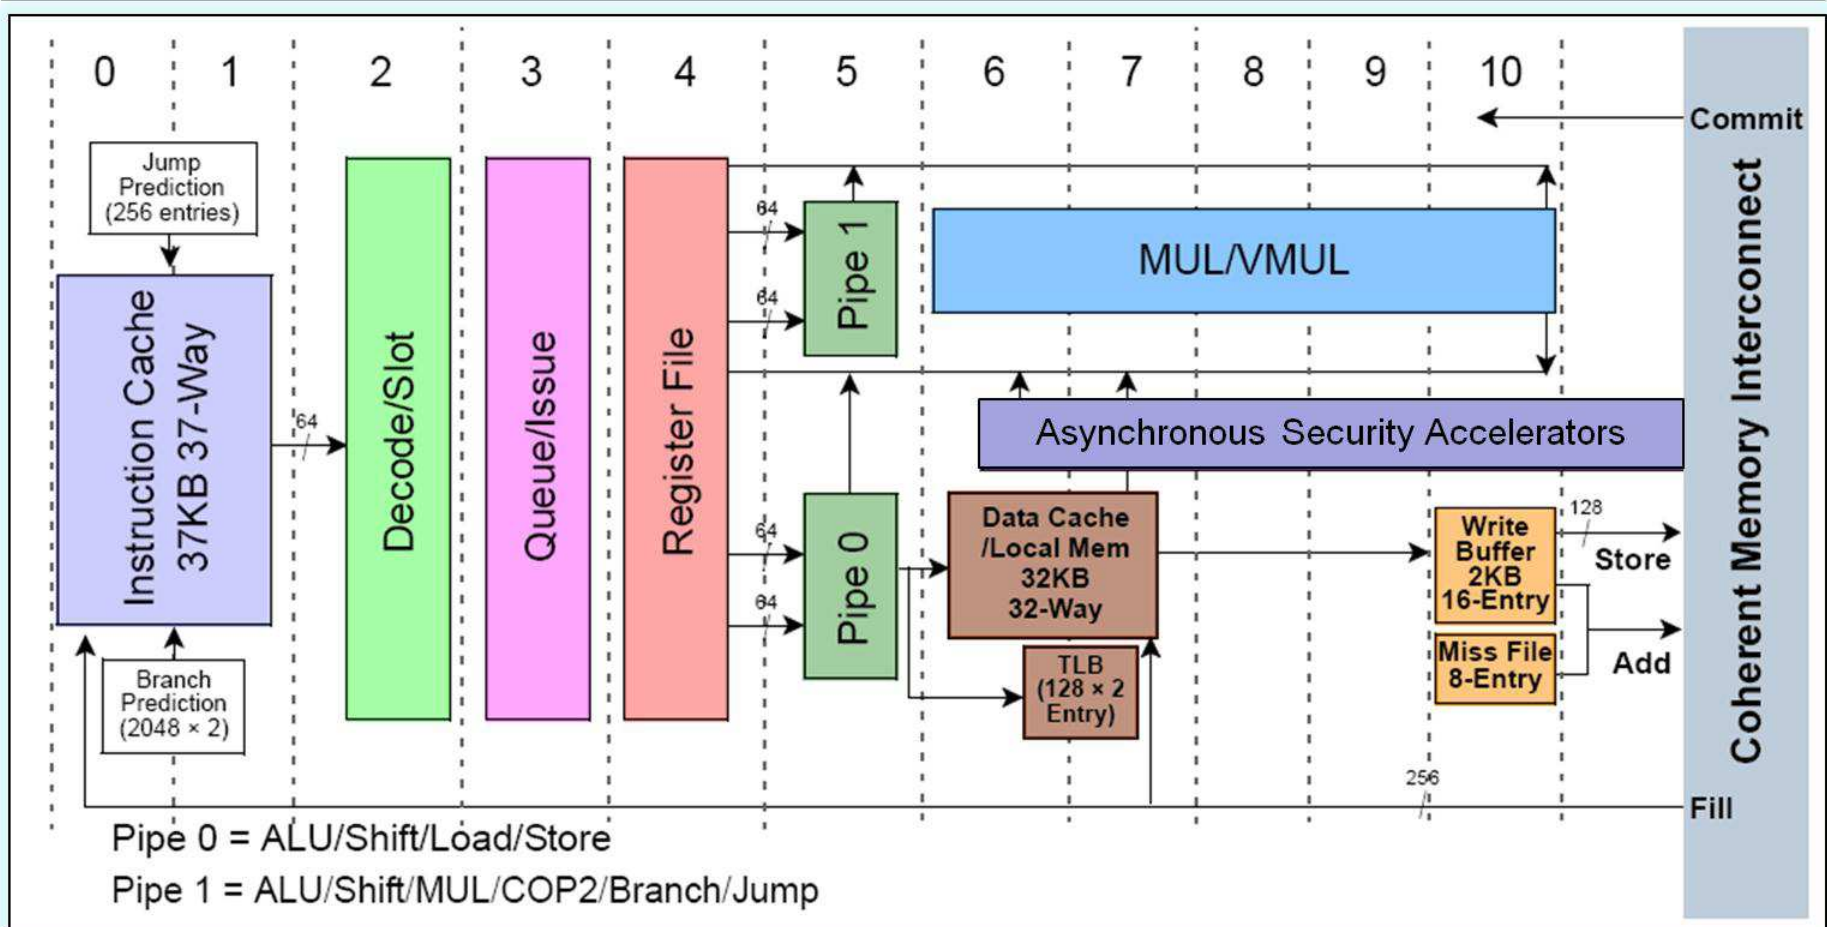 0 1 2 3 4 5 6 7 8 9 10
Commit
Jump
Prediction
(256 entries)
Instruction Cache
37KB 37-Way
Branch
Prediction
(2048 × 2)
64
Decode/Slot
Queue/Issue
Register File
64
64
Pipe 1
64
64
Pipe 0
MUL/VMUL
Asynchronous Security Accelerators
Data Cache
/Local Mem
32KB
32-Way
TLB
(128 × 2
Entry)
Write
Buffer
2KB
16-Entry
Miss File
8-Entry
128
Store
Add
256
Fill
Coherent Memory Interconnect
Pipe 0 = ALU/Shift/Load/Store
Pipe 1 = ALU/Shift/MUL/COP2/Branch/Jump